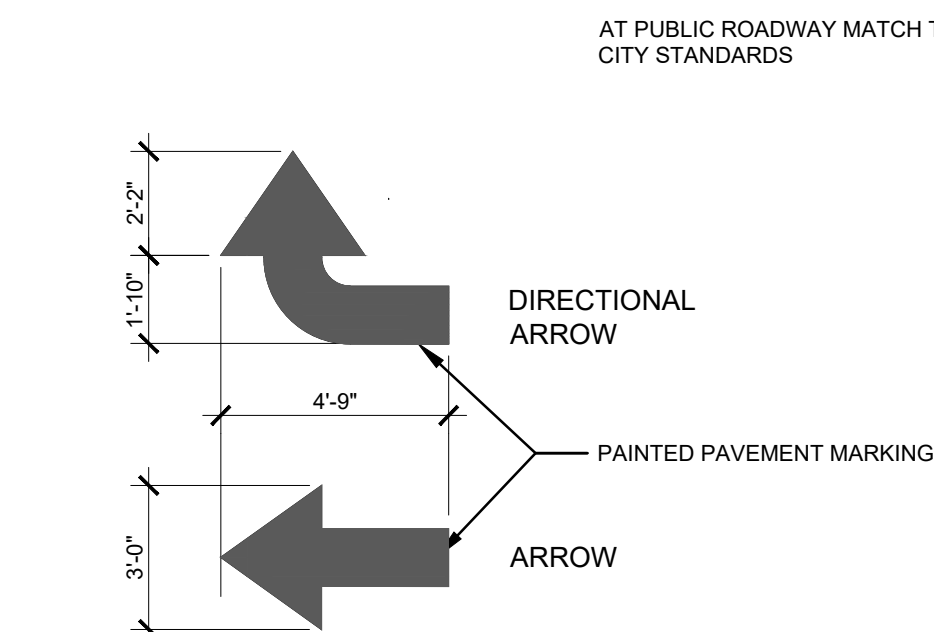 AT PUBLIC ROADWAY MATCH
CITY STANDARDS
2'-2"
1'-10"
DIRECTIONAL
ARROW
4'-9"
PAINTED PAVEMENT MARKING
3'-0"
ARROW